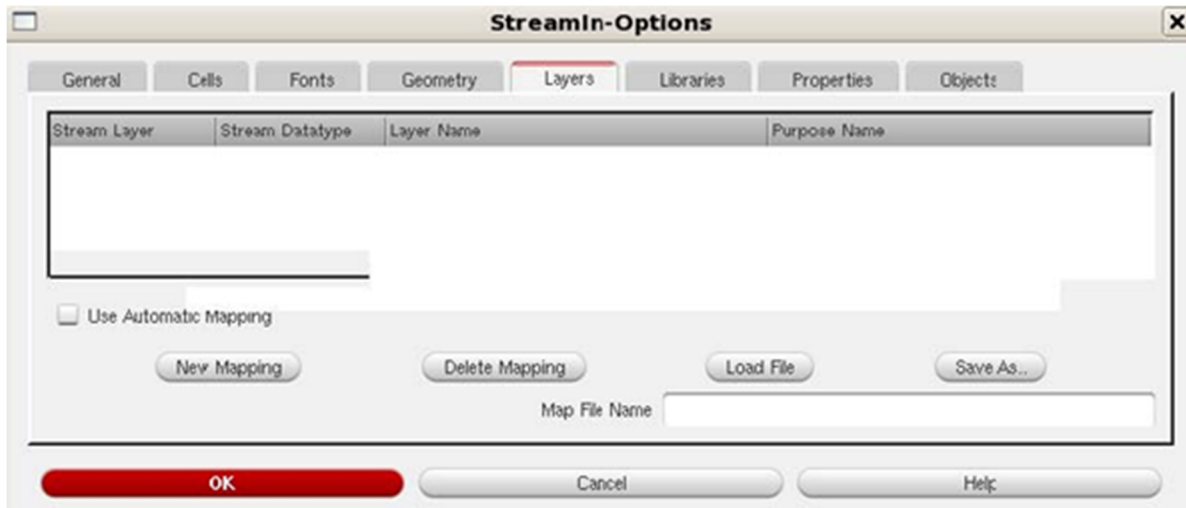 StreamIn-Options
General Cells Fonts Geometry Layers Libraries Properties Objects
Stream Layer Stream Datatype Layer Name Purpose Name
Use Automatic Mapping
New Mapping Delete Mapping Load File Save As..
Map File Name
OK Cancel Help